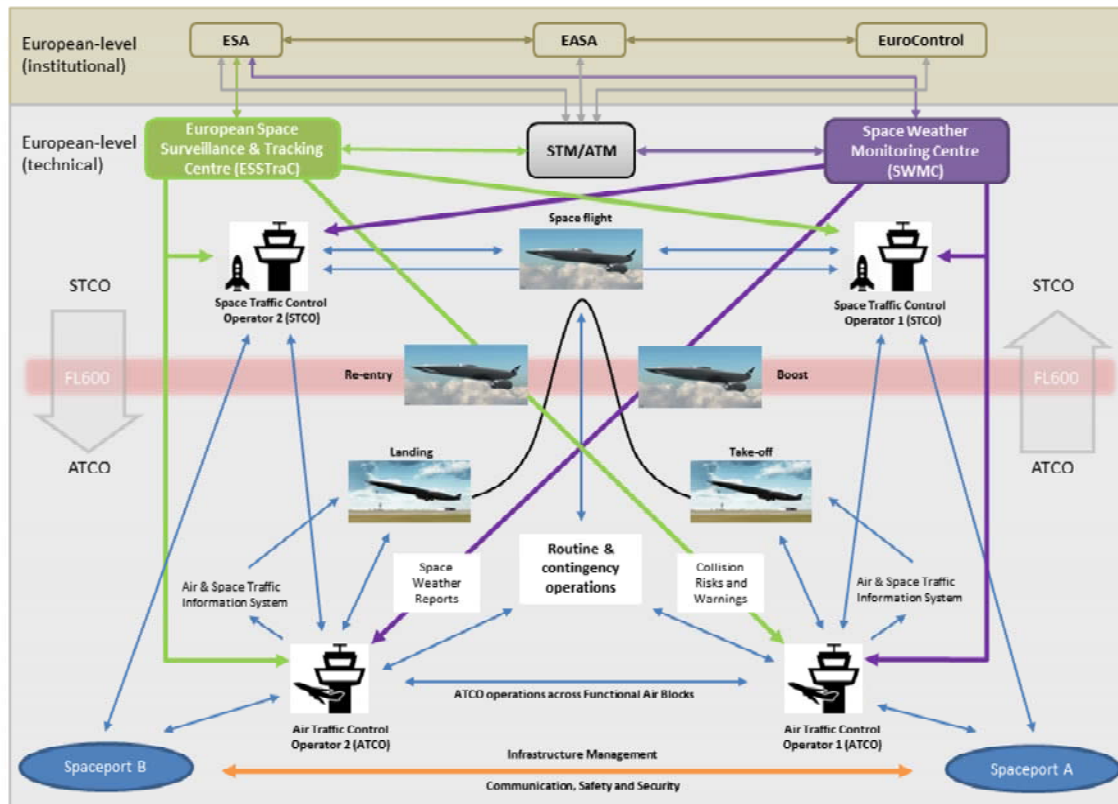 European-level
(institutional)
ESA
EASA
EuroControl
European-level
(technical)
European Space
Surveillance & Tracking
Centre (ESSTraC)
STM/ATM
Space Weather
Monitoring Centre
(SWMC)
Space flight
Space Traffic Control
Operator 2 (STCO)
Space Traffic Control
Operator 1 (STCO)
STCO
STCO
FL600
Re-entry
Boost
FL600
ATCO
ATCO
Landing
Take-off
Routine &
contingency
operations
Space
Weather
Reports
Collision
Risks and
Warnings
Air & Space Traffic
Information System
Air & Space Traffic
Information System
ATCO operations across Functional Air Blocks
Air Traffic Control
Operator 2 (ATCO)
Air Traffic Control
Operator 1 (ATCO)
Spaceport B
Infrastructure Management
Communication, Safety and Security
Spaceport A